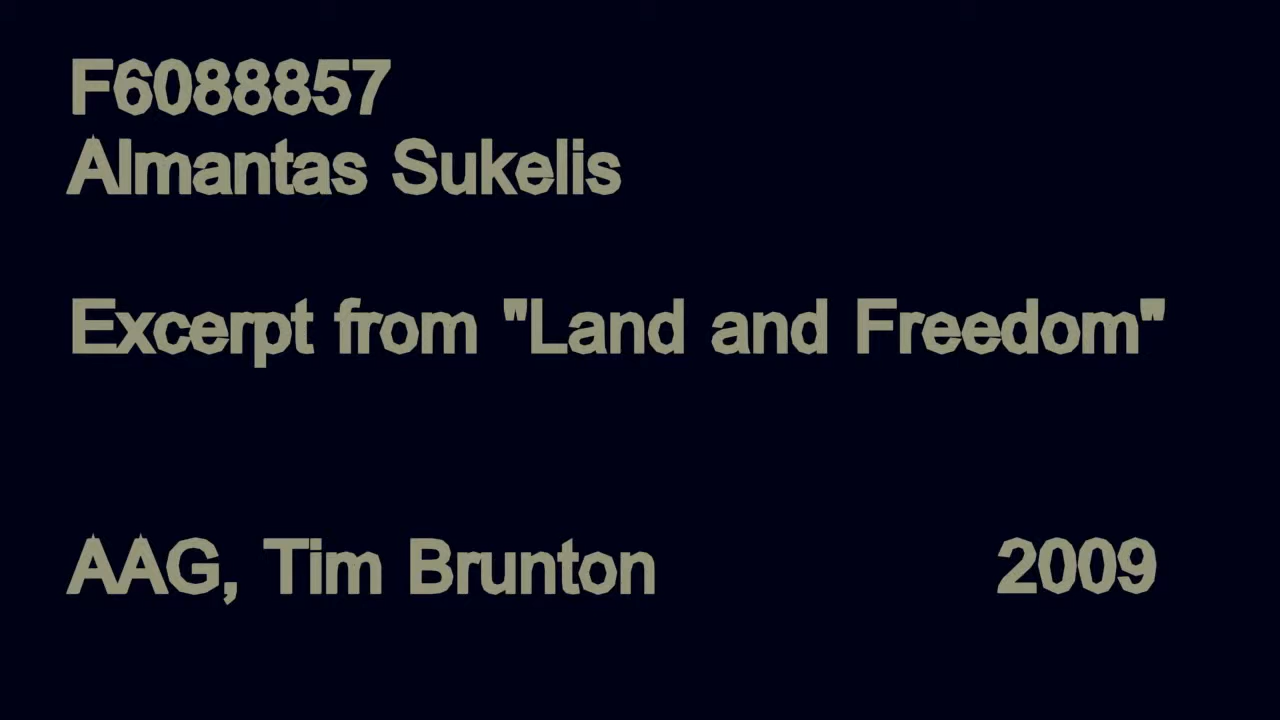 F6088857
Almantas Sukelis
Excerpt from "Land and Freedom"
AAG, Tim Brunton 2009